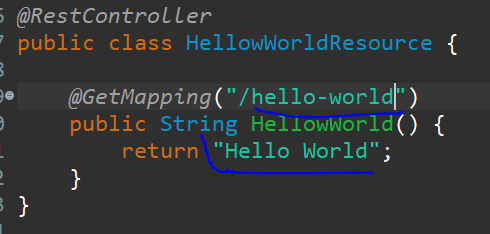 @RestController
public class HellowWorldResource {
@GetMapping("/hello-world")
public String HellowWorld() {
return "Hello World";
}
}